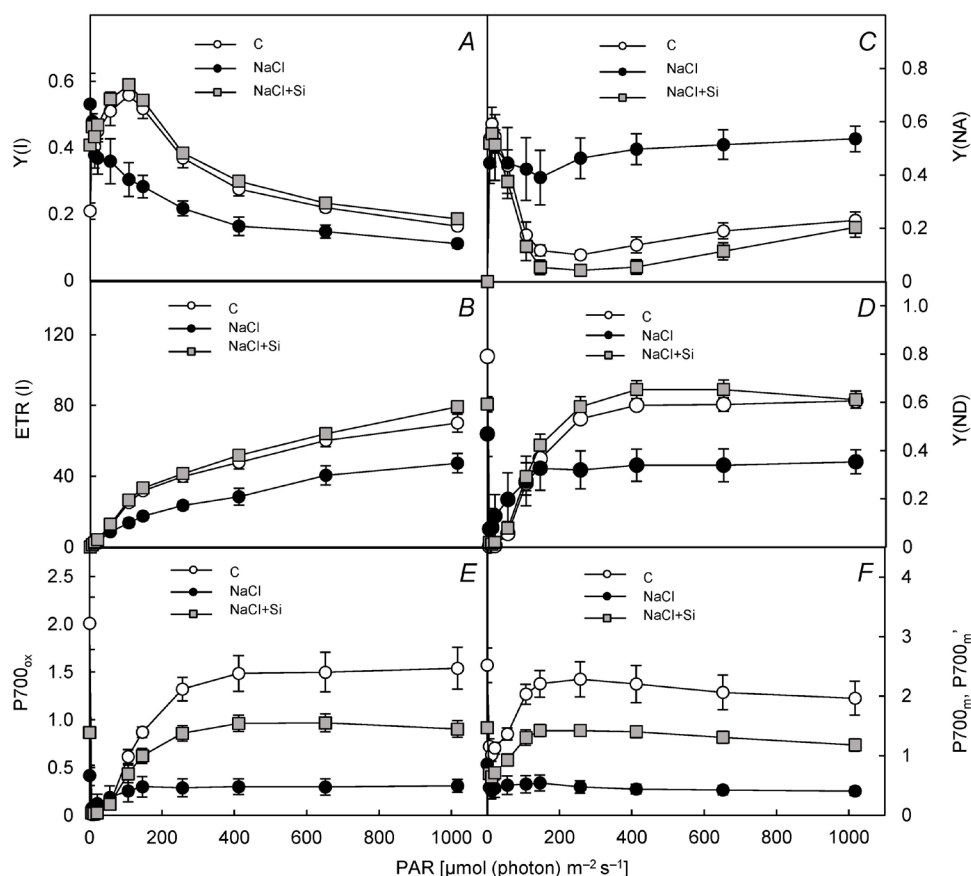 A
C
NaCl
NaCl+Si
Y(I)
0.6
0.4
0.2
0
C
C
NaCl
NaCl+Si
Y(NA)
0.8
0.6
0.4
0.2
0
B
C
NaCl
NaCl+Si
ETR (I)
120
80
40
0
D
C
NaCl
NaCl+Si
Y(ND)
1.0
0.8
0.6
0.4
0.2
0
E
C
NaCl
NaCl+Si
P700ox
2.5
2.0
1.5
1.0
0.5
0
0 200 400 600 800 1000
F
C
NaCl
NaCl+Si
P700m, P700m’
4
3
2
1
0
200 400 600 800 1000
PAR [µmol (photon) m–2 s–1]